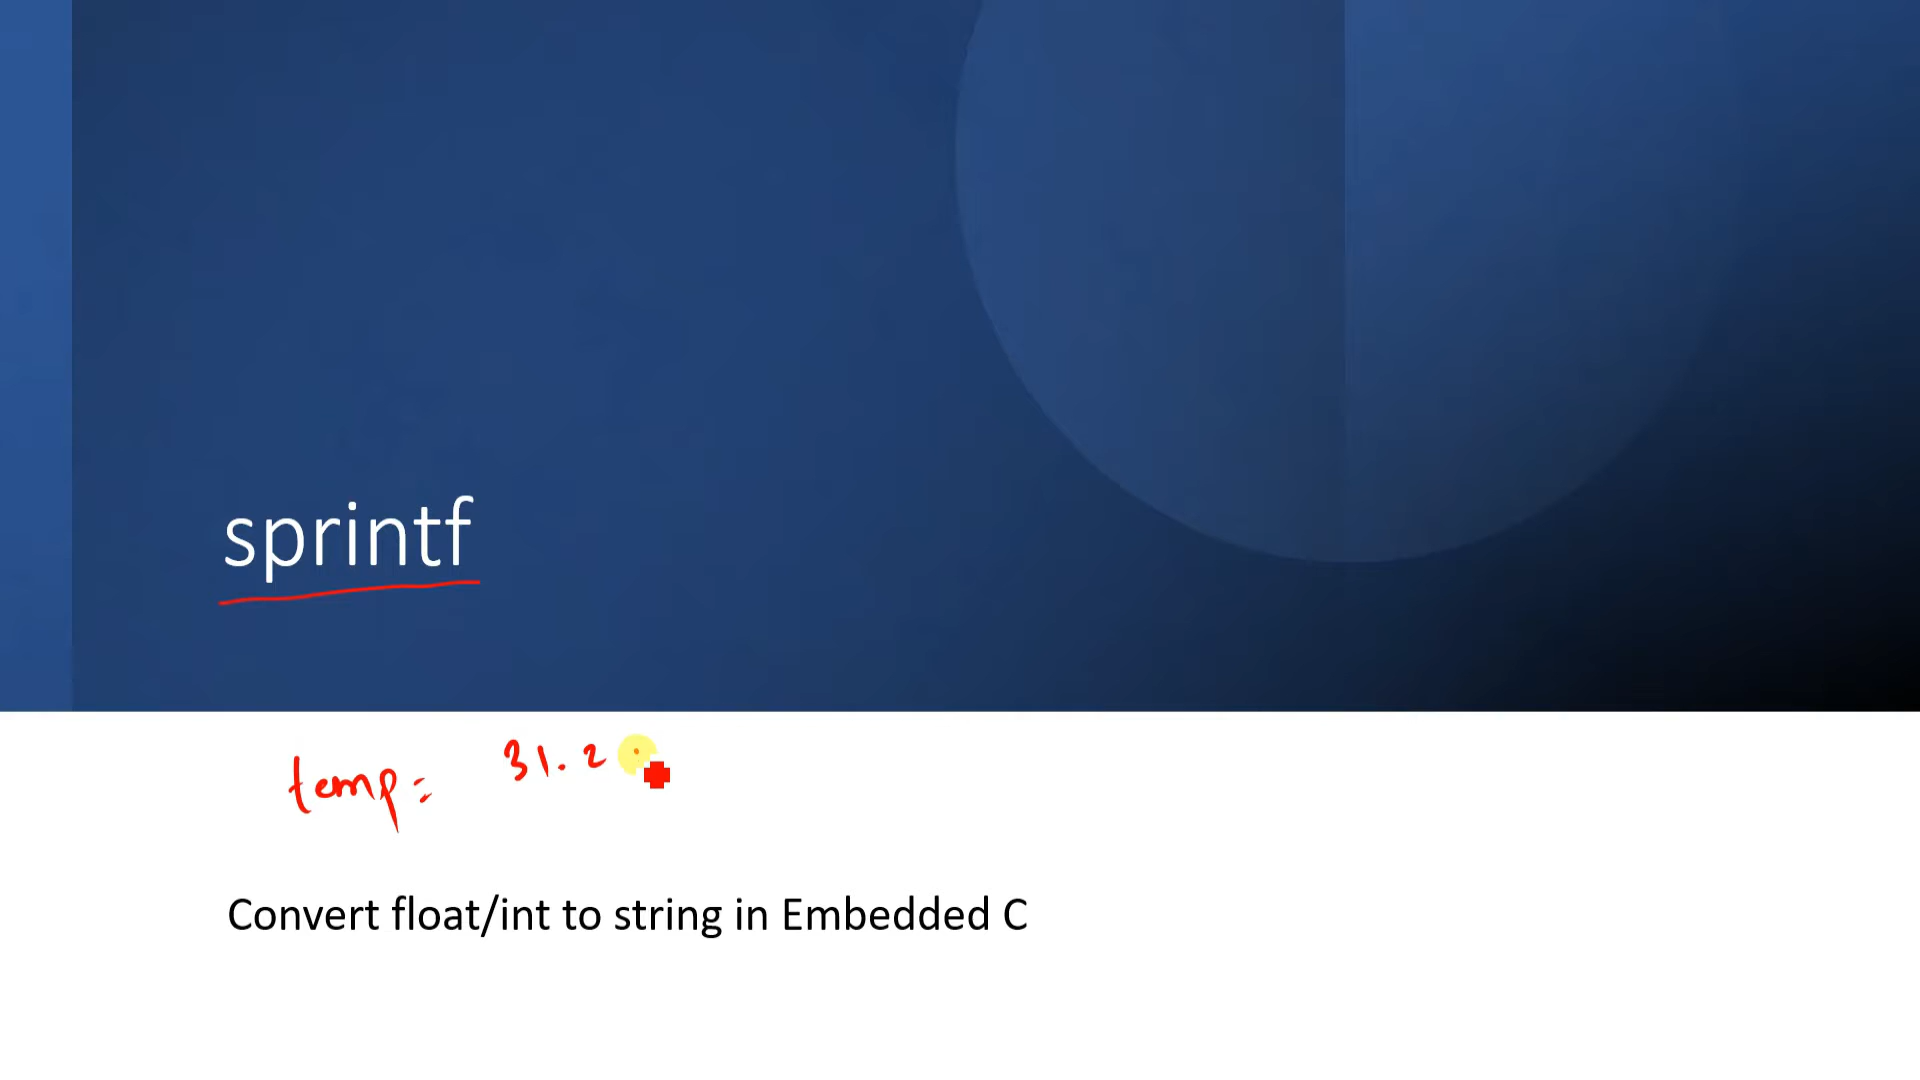 sprintf
temp= 31.2
Convert float/int to string in Embedded C